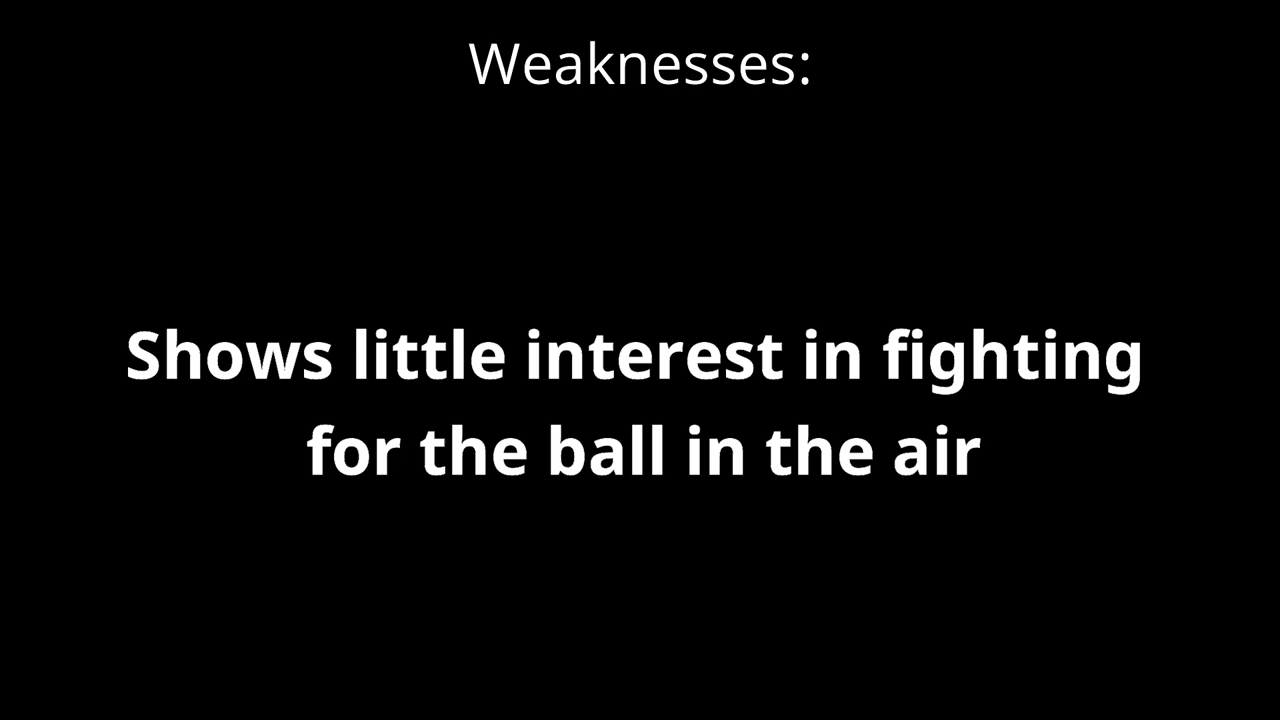 Weaknesses:
Shows little interest in fighting
for the ball in the air